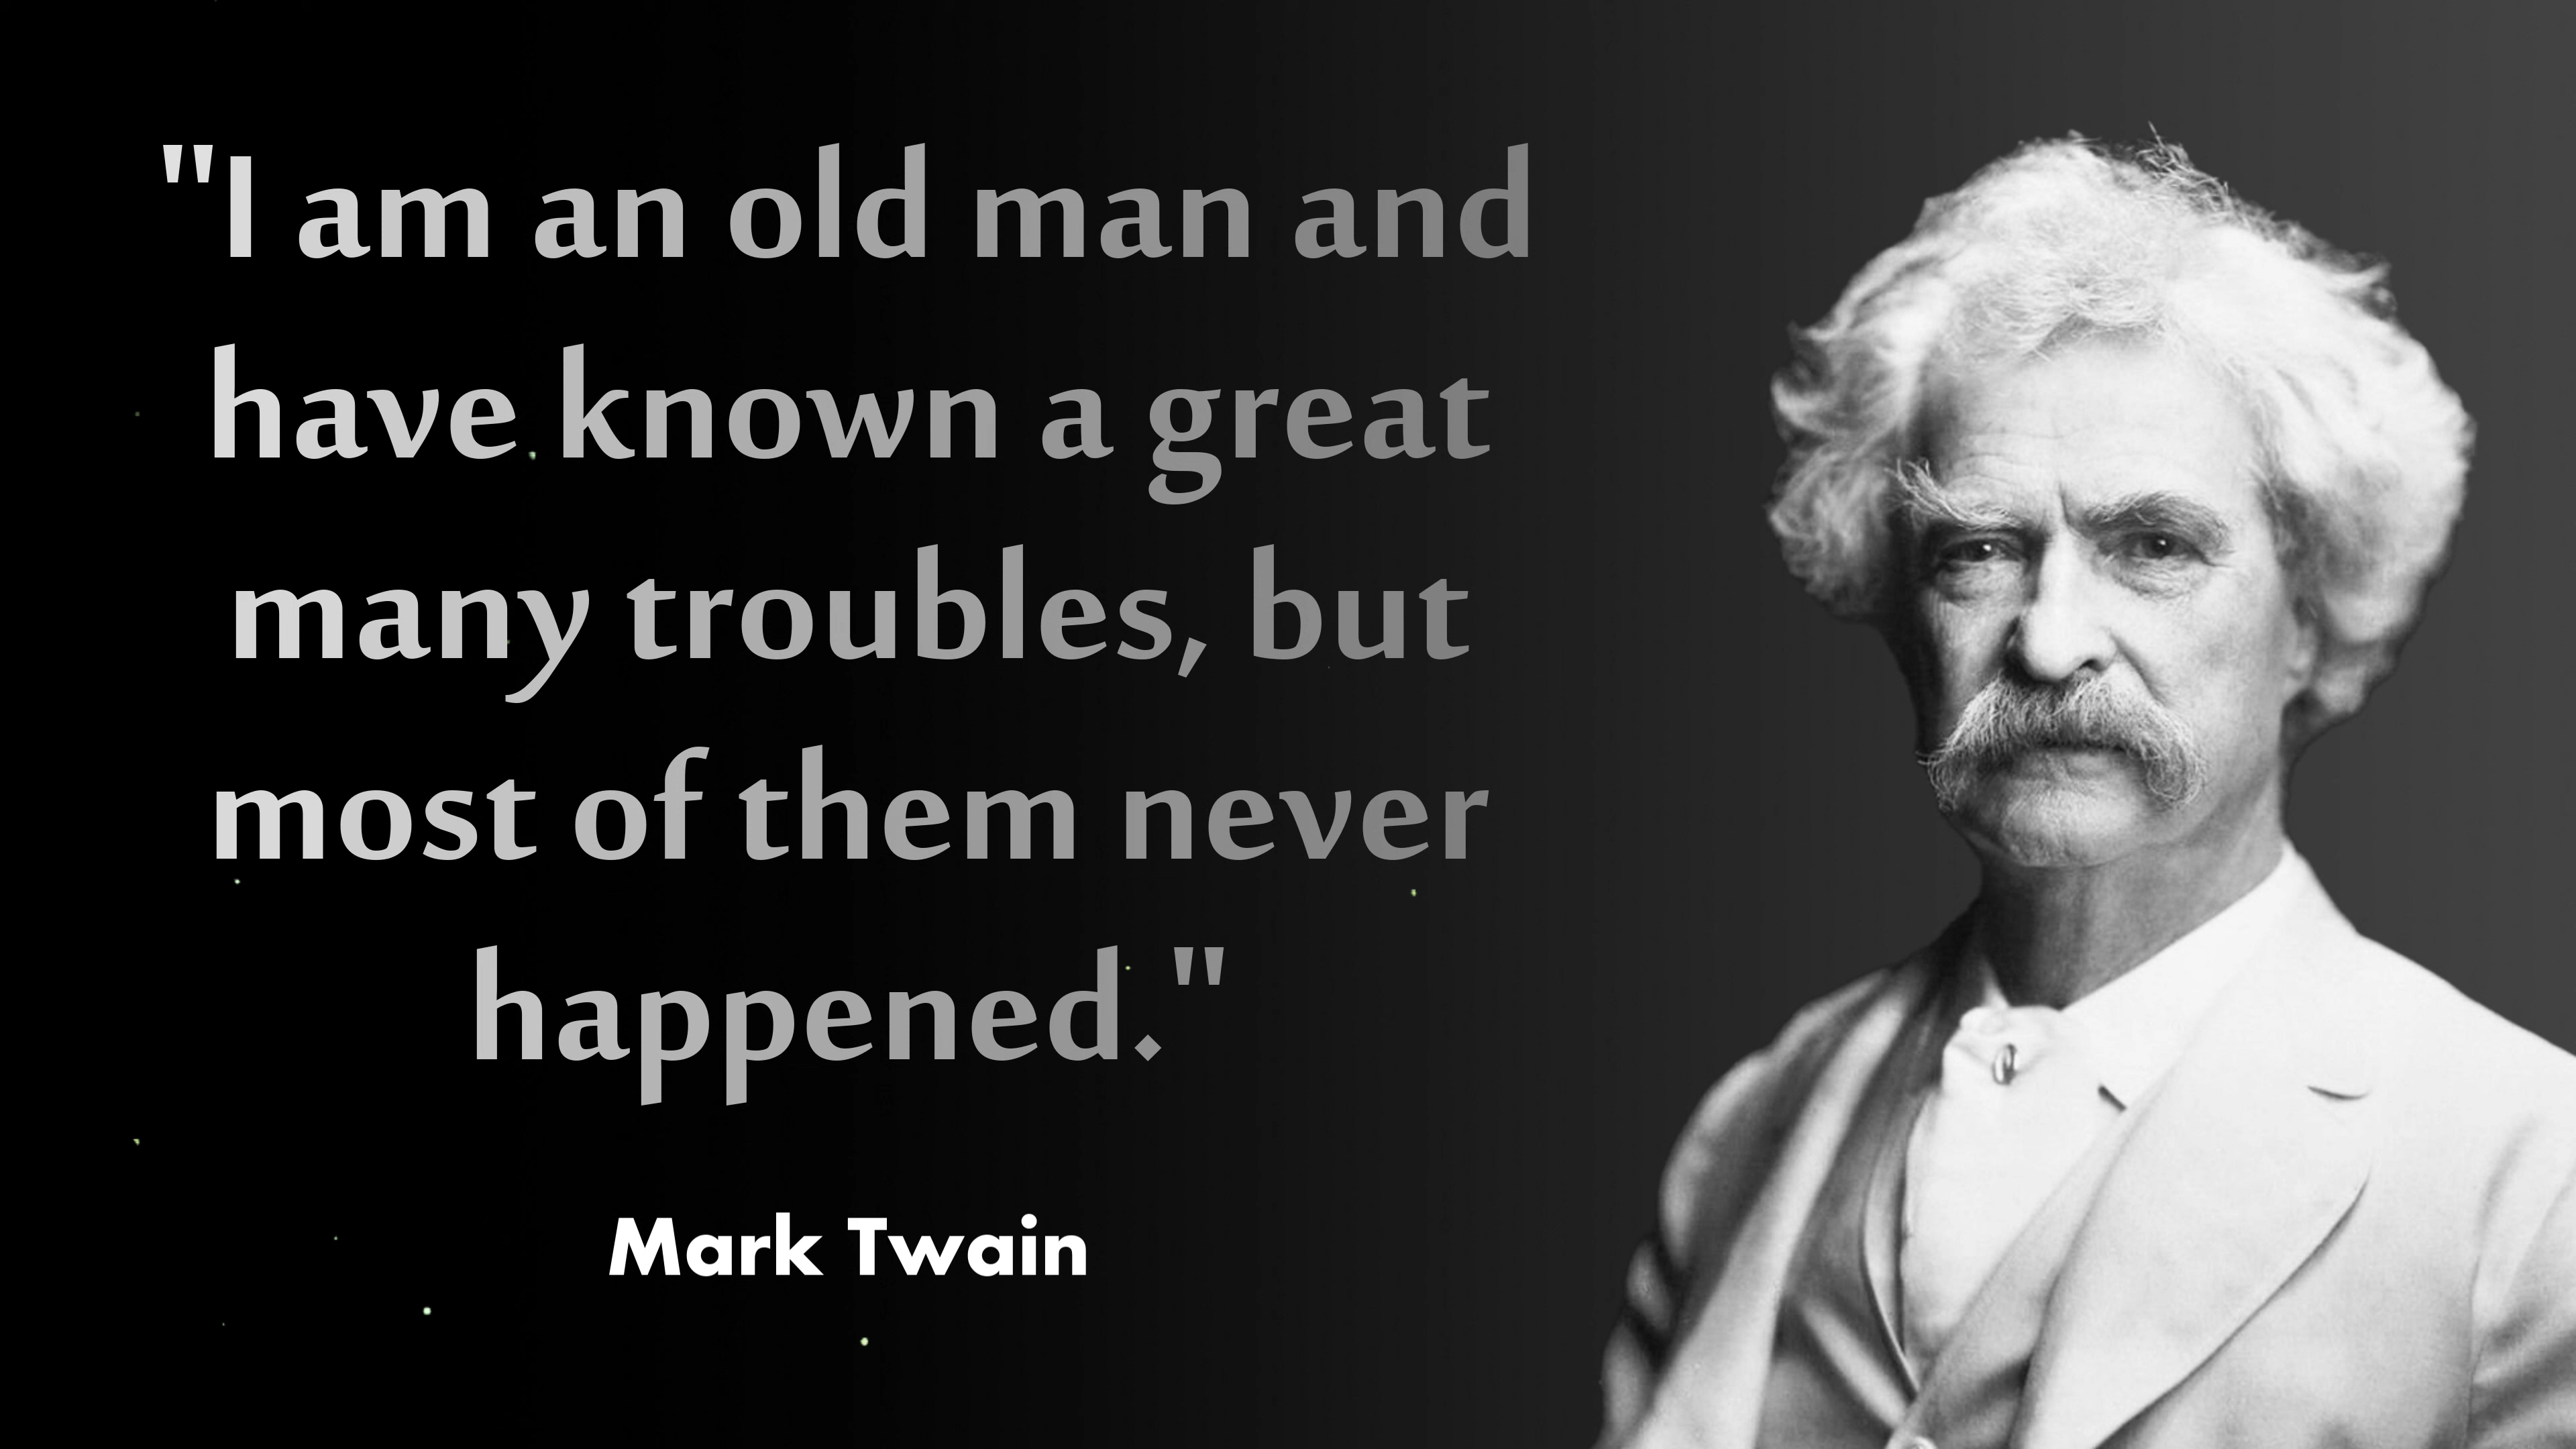 "I am an old man and
have known a great
many troubles, but
most of them never
happened."
Mark Twain